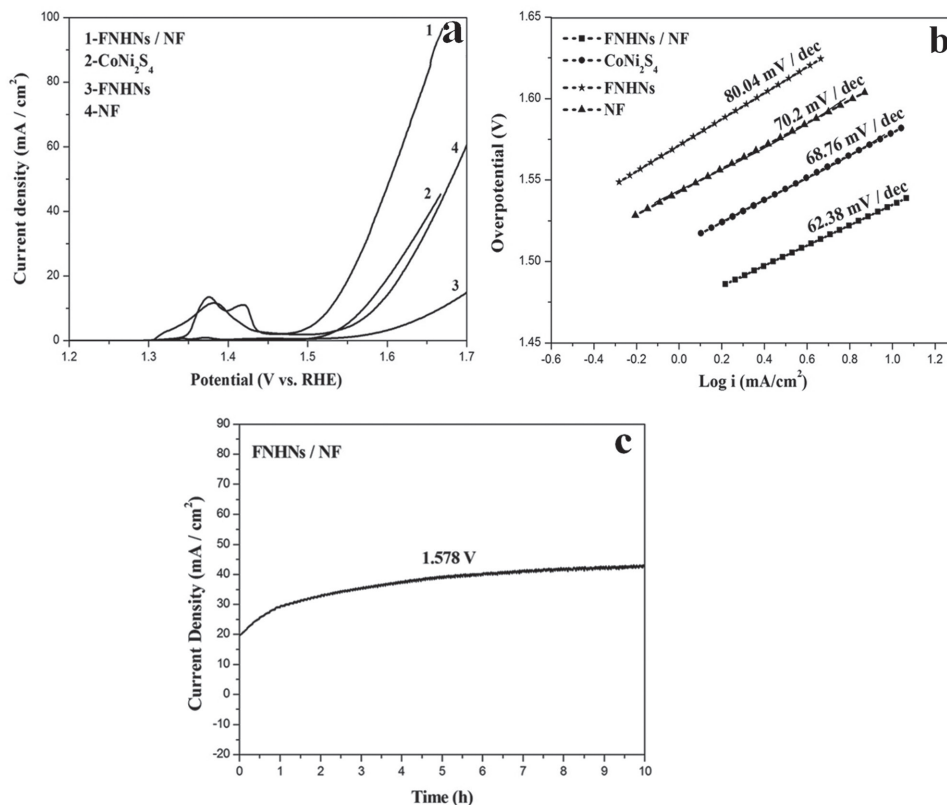 a
1-FNHNs / NF
2-CoNi₂S₄
3-FNHNs
4-NF
1
4
2
3
100
80
60
40
20
0
1.2 1.3 1.4 1.5 1.6 1.7
Current density (mA / cm²)
Potential (V vs. RHE)
b
FNHNs / NF
CoNi₂S₄
FNHNs
NF
80.04 mV / dec
70.2 mV / dec
68.76 mV / dec
62.38 mV / dec
1.60
1.55
1.50
1.45
-0.6 -0.4 -0.2 0.0 0.2 0.4 0.6 0.8 1.0 1.2
Overpotential (V)
Log i (mA/cm²)
c
FNHNs / NF
1.578 V
90
80
70
60
50
40
30
20
10
0
-10
-20
0 1 2 3 4 5 6 7 8 9 10
Current Density (mA / cm²)
Time (h)